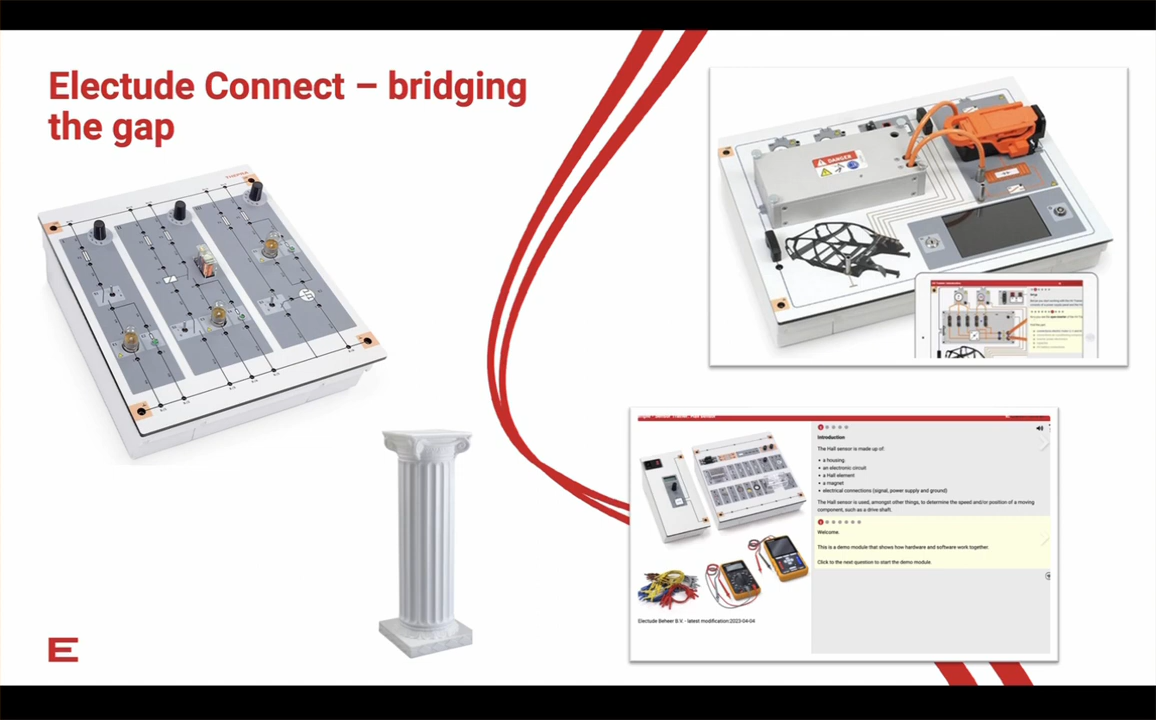 Electude Connect – bridging
the gap
DANGER
Introduction
The Hall sensor is made up of:
• a housing
• an electronic circuit
• a Hall element
• a magnet
• electrical connections (signal, power supply and ground)
The Hall sensor is used, amongst other things, to determine the speed and/or position of a moving
component, such as a drive shaft.
Welcome.
This is a demo module that shows how hardware and software work together.
Click to the next question to start the demo module.
Electude Beheer B.V. - latest modification:2023-04-04
E